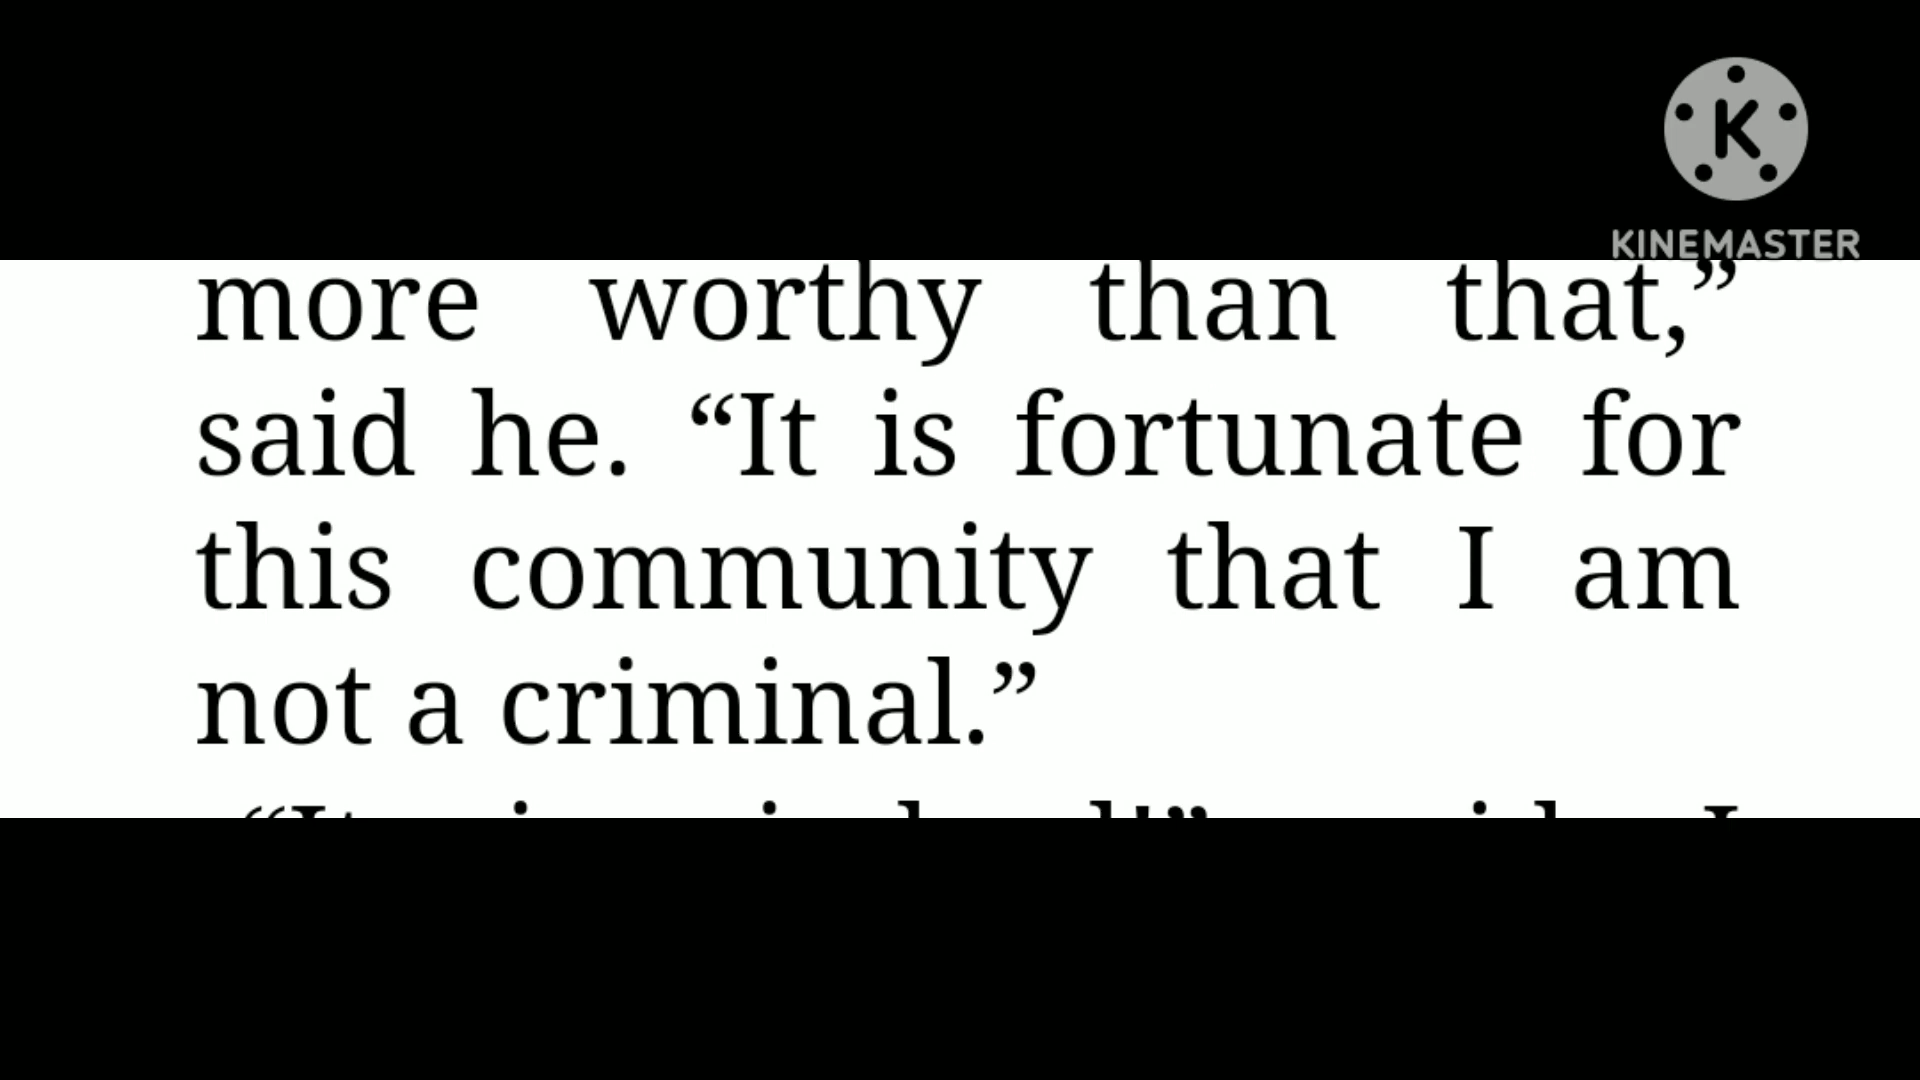 KINEMASTER
more worthy than that,”
said he. “It is fortunate for
this community that I am
not a criminal.”